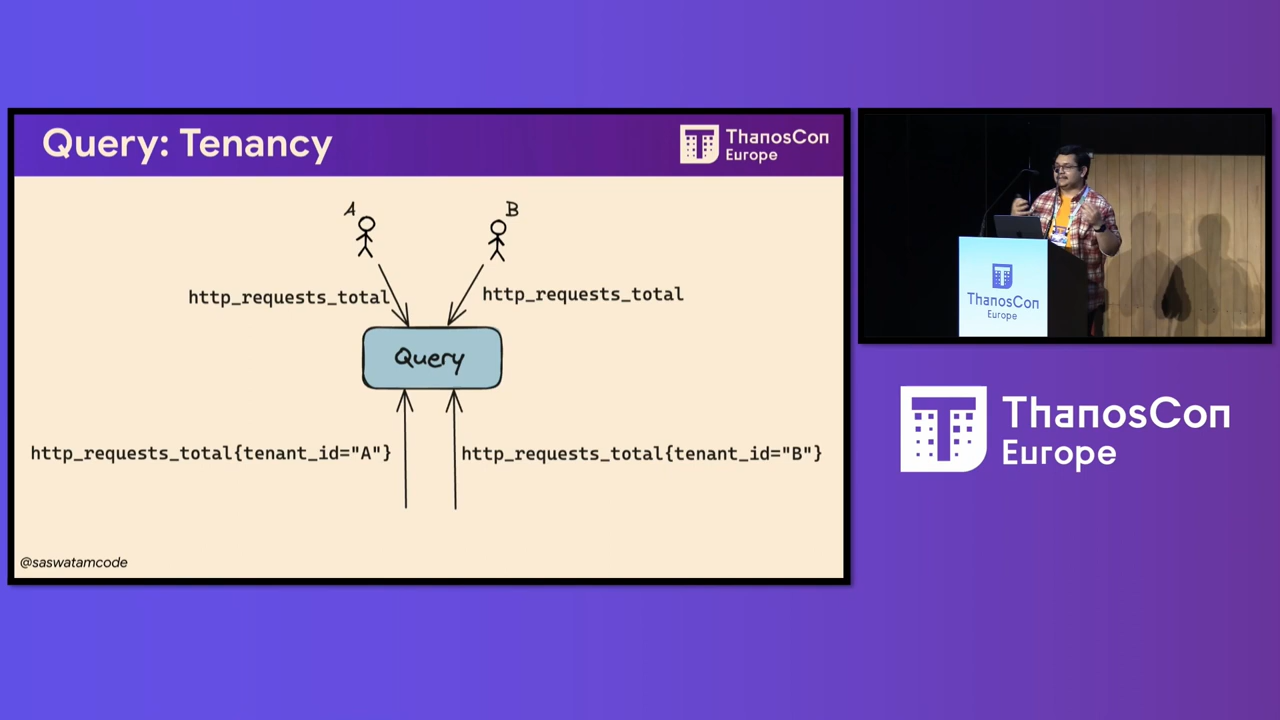 Query: Tenancy
ThanosCon
Europe
A
B
http_requests_total
http_requests_total
Query
http_requests_total{tenant_id="A"}
http_requests_total{tenant_id="B"}
@saswatamcode
ThanosCon
Europe
ThanosCon
Europe